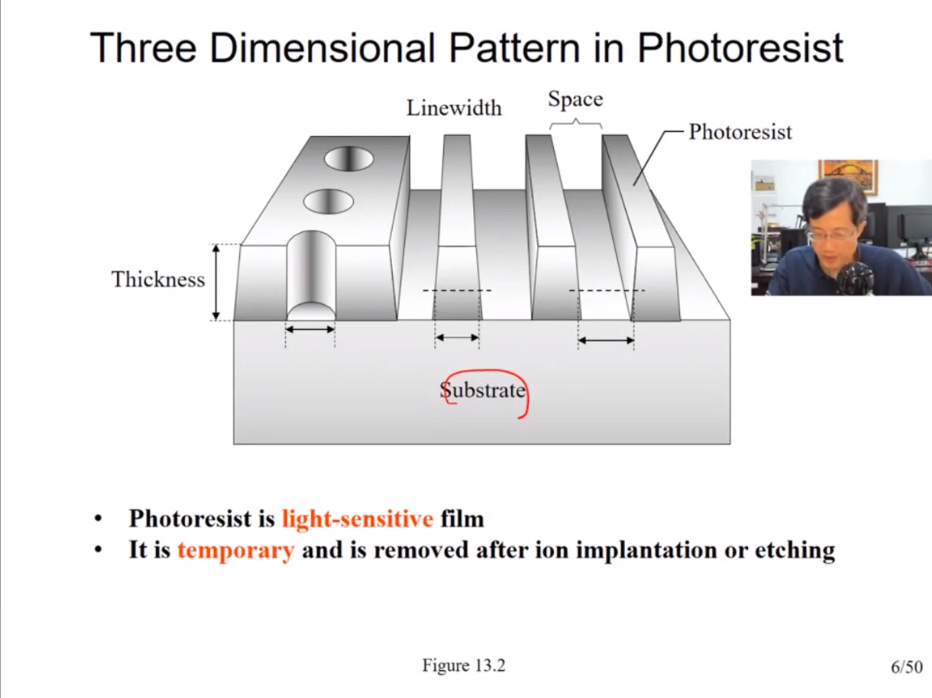 Three Dimensional Pattern in Photoresist
Linewidth
Space
Photoresist
Thickness
Substrate
• Photoresist is light-sensitive film
• It is temporary and is removed after ion implantation or etching
Figure 13.2
6/50